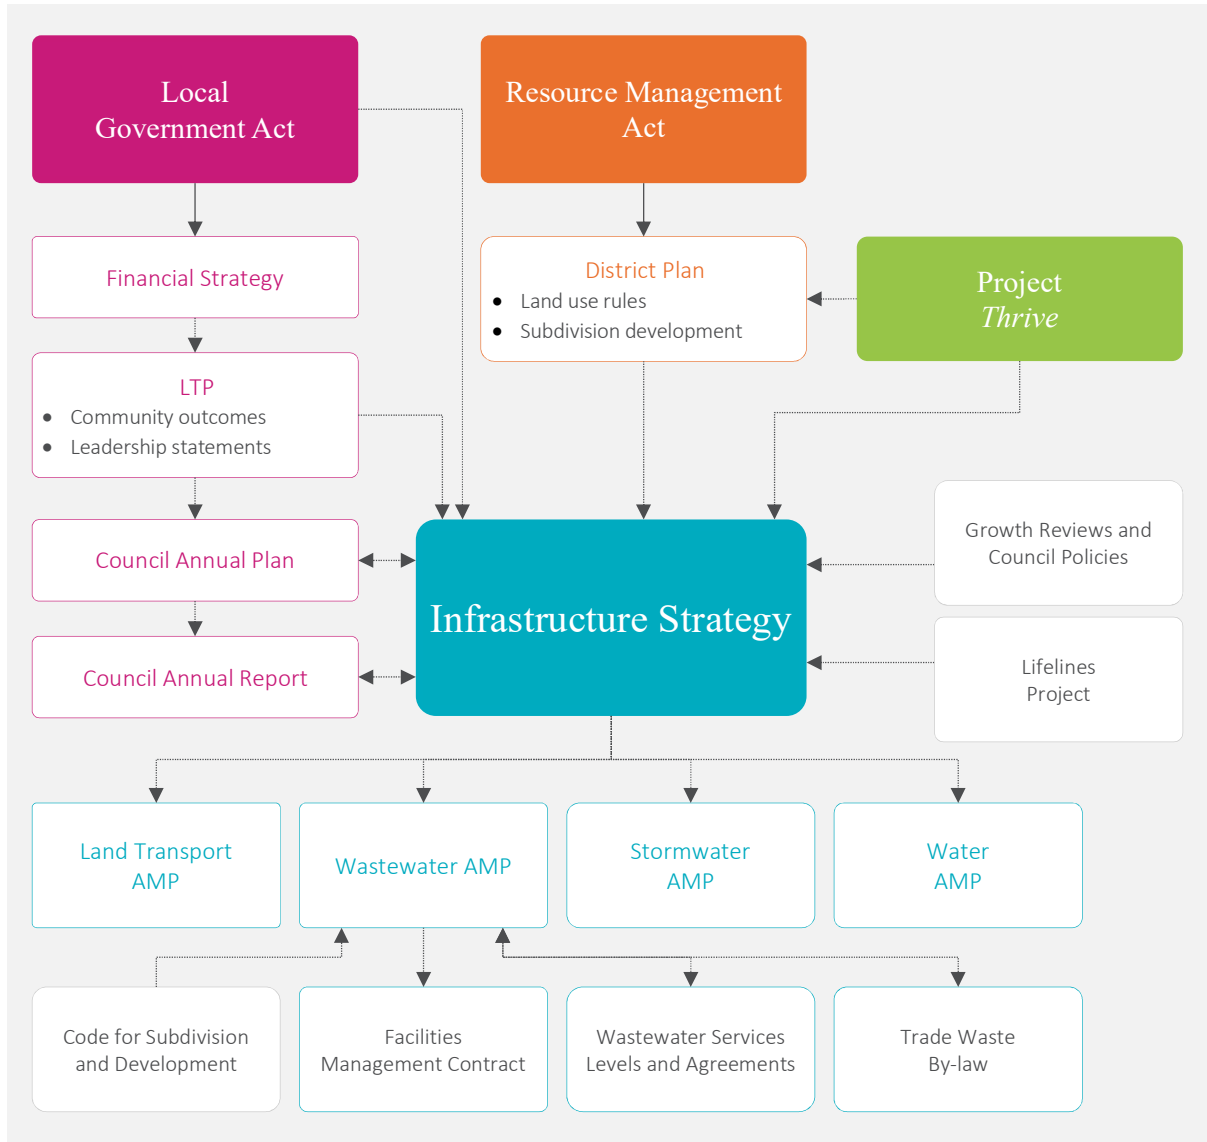 Local
Government Act
Resource Management
Act
Financial Strategy
District Plan
● Land use rules
● Subdivision development
Project
Thrive
LTP
● Community outcomes
● Leadership statements
Council Annual Plan
Council Annual Report
Infrastructure Strategy
Growth Reviews and
Council Policies
Lifelines
Project
Land Transport
AMP
Wastewater AMP
Stormwater
AMP
Water
AMP
Code for Subdivision
and Development
Facilities
Management Contract
Wastewater Services
Levels and Agreements
Trade Waste
By-law